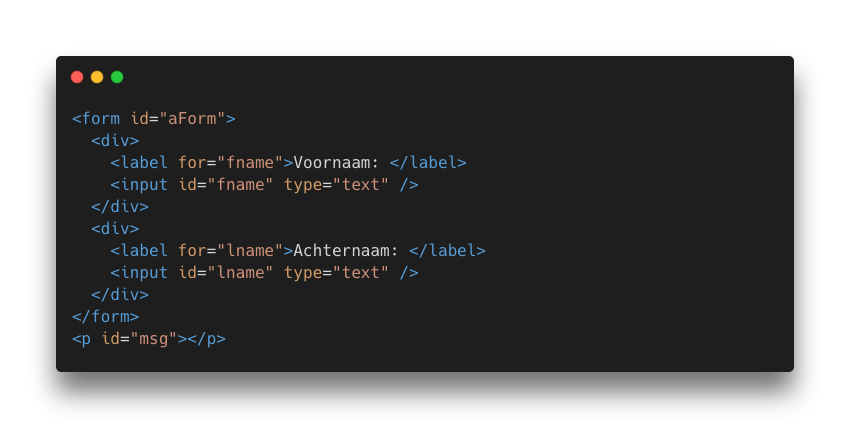 <form id="aForm">
  <div>
    <label for="fname">Voornaam: </label>
    <input id="fname" type="text" />
  </div>
  <div>
    <label for="lname">Achternaam: </label>
    <input id="lname" type="text" />
  </div>
</form>
<p id="msg"></p>